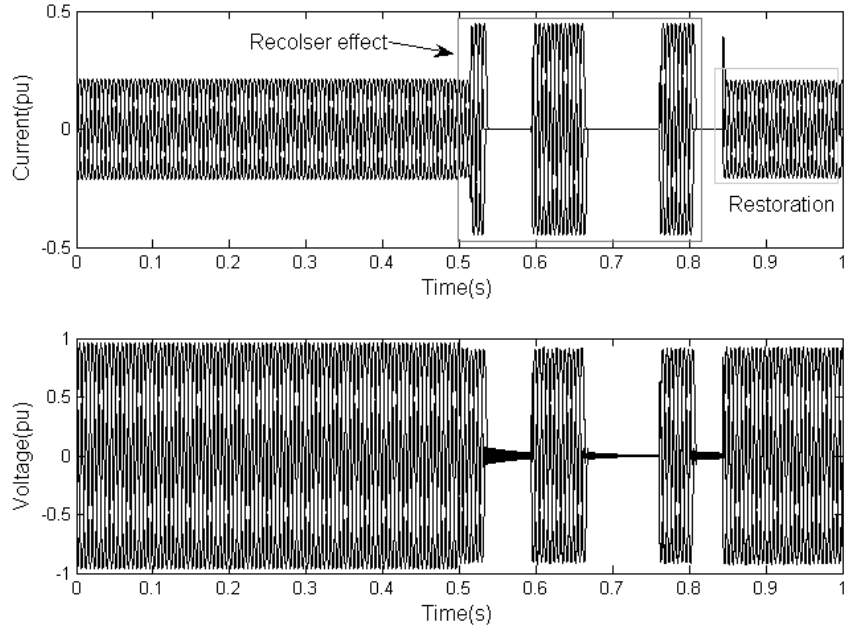 0.5
Recolser effect
Current(pu)
0
Restoration
-0.5
0 0.1 0.2 0.3 0.4 0.5 0.6 0.7 0.8 0.9 1
Time(s)
1
0.5
Voltage(pu)
0
-0.5
-1
0 0.1 0.2 0.3 0.4 0.5 0.6 0.7 0.8 0.9 1
Time(s)